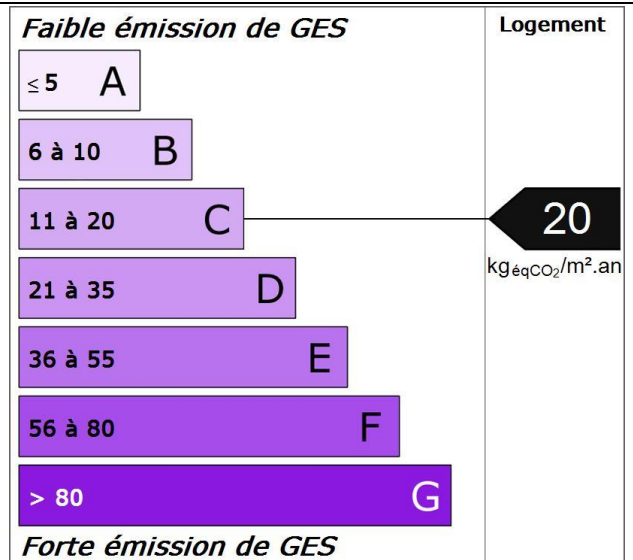 Faible émission de GES
Logement
≤ 5 A
6 à 10 B
11 à 20 C
20
kgéqCO₂/m².an
21 à 35 D
36 à 55 E
56 à 80 F
> 80 G
Forte émission de GES